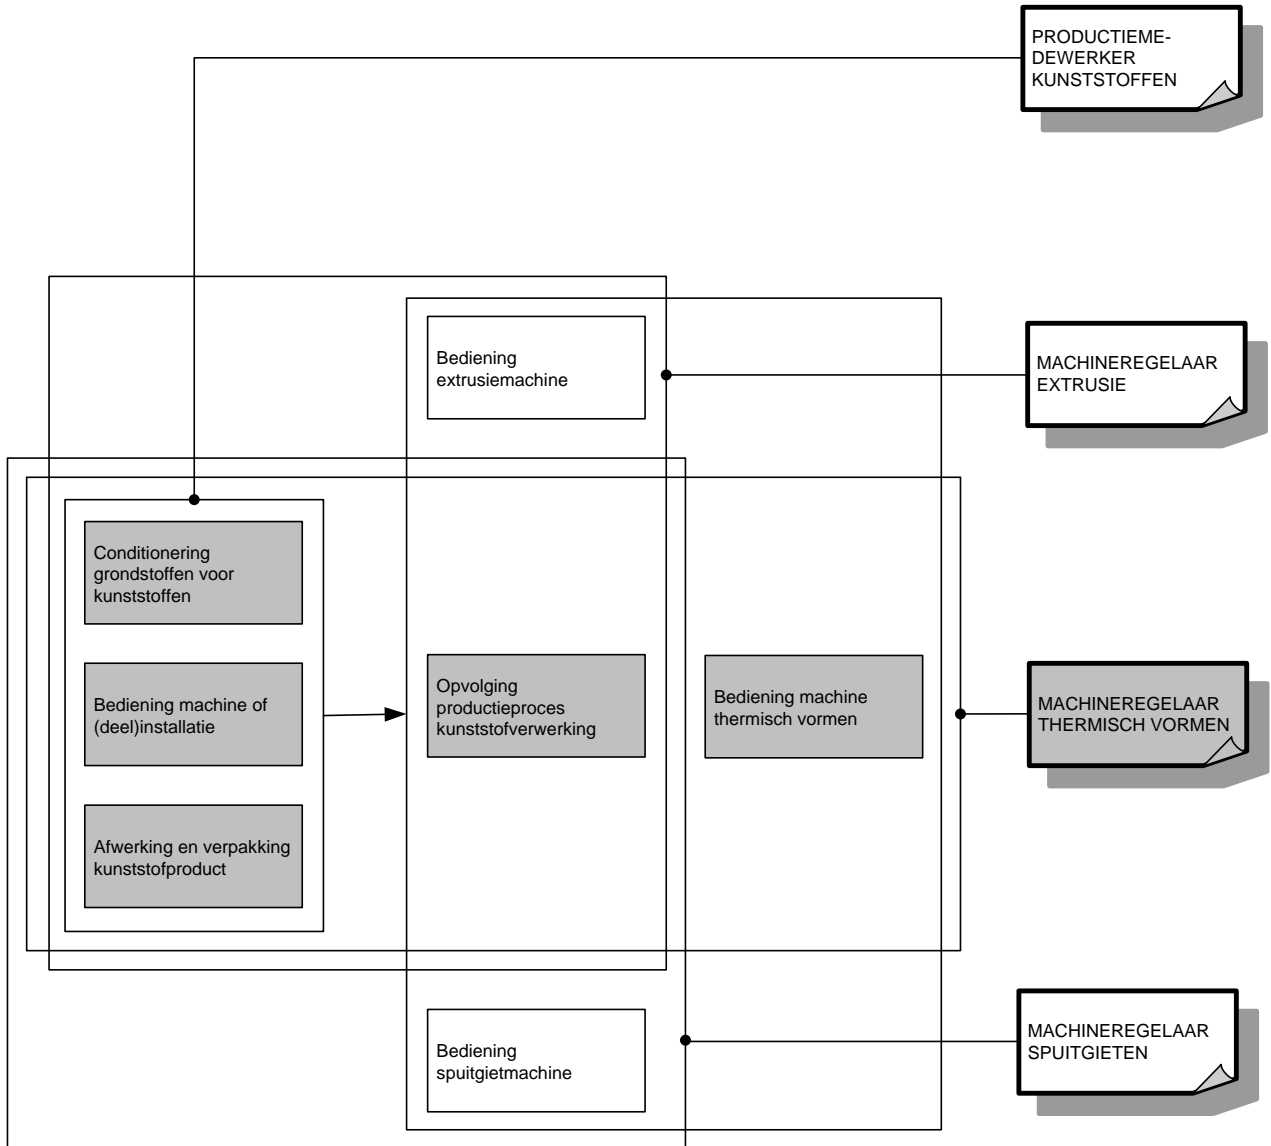 PRODUCTIEME-
DEWERKER
KUNSTSTOFFEN
Bediening
extrusiemachine
MACHINEREGELAAR
EXTRUSIE
Conditionering
grondstoffen voor
kunststoffen
Bediening machine of
(deel)installatie
Afwerking en verpakking
kunststofproduct
Opvolging
productieproces
kunststofverwerking
Bediening machine
thermisch vormen
MACHINEREGELAAR
THERMISCH VORMEN
Bediening
spuitgietmachine
MACHINEREGELAAR
SPUITGIETEN